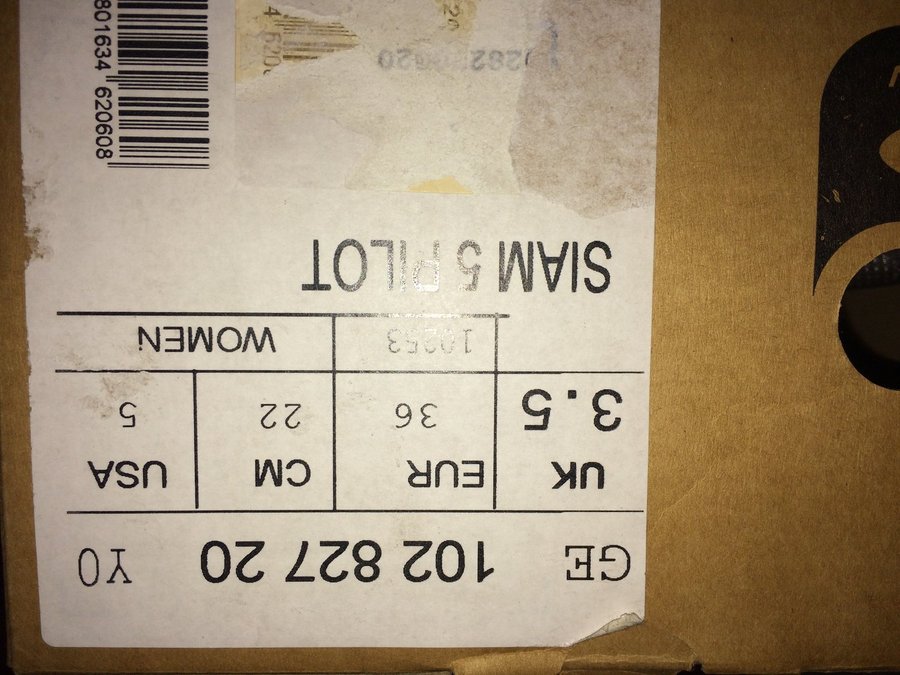 GE 102 827 20 Y0
UK EUR CM USA
3.5 36 22 5
10253 WOMEN
SIAM 5 PILOT
801634 620608